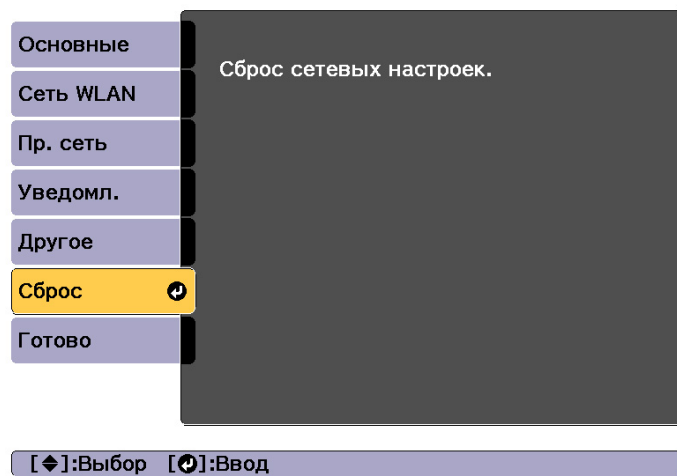 Основные
Сброс сетевых настроек.
Сеть WLAN
Пр. сеть
Уведомл.
Другое
Сброс
Готово
[◆]:Выбор [⏎]:Ввод